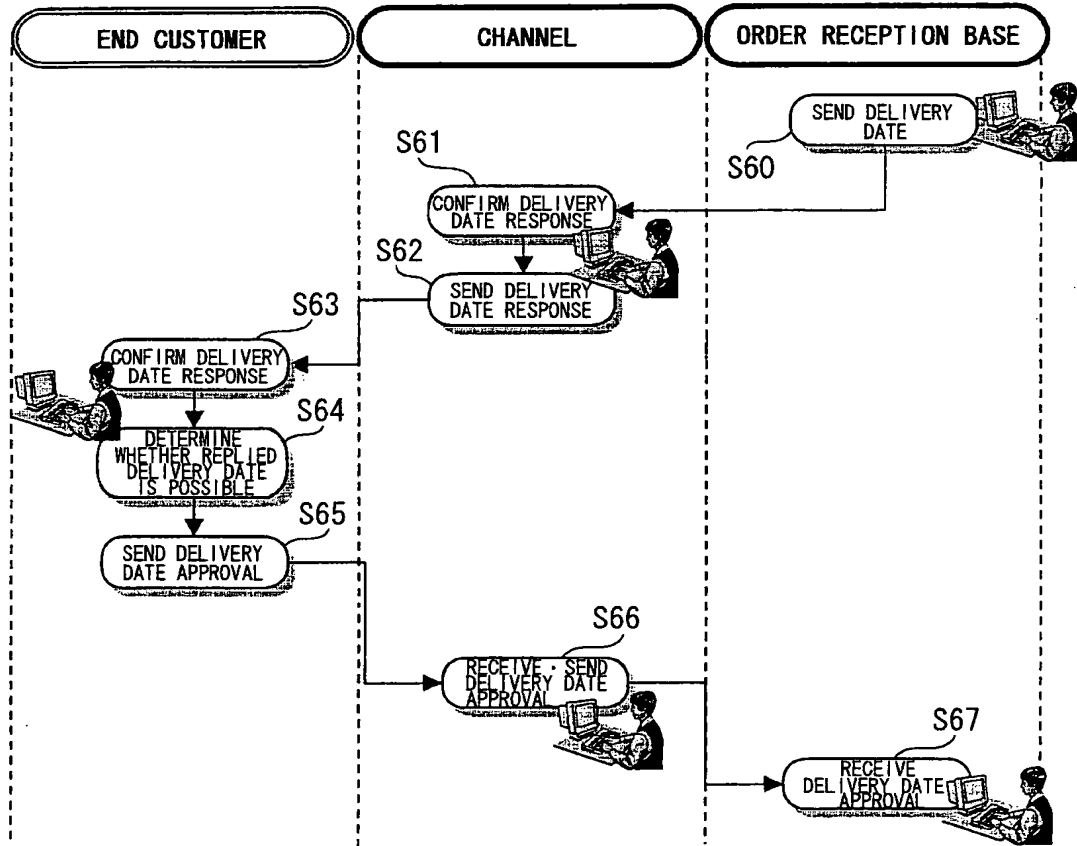 END CUSTOMER
CHANNEL
ORDER RECEPTION BASE
SEND DELIVERY
DATE
S60
S61
CONFIRM DELIVERY
DATE RESPONSE
S62
SEND DELIVERY
DATE RESPONSE
S63
CONFIRM DELIVERY
DATE RESPONSE
S64
DETERMINE
WHETHER REPLIED
DELIVERY DATE
IS POSSIBLE
S65
SEND DELIVERY
DATE APPROVAL
S66
RECEIVE · SEND
DELIVERY DATE
APPROVAL
S67
RECEIVE
DELIVERY DATE
APPROVAL